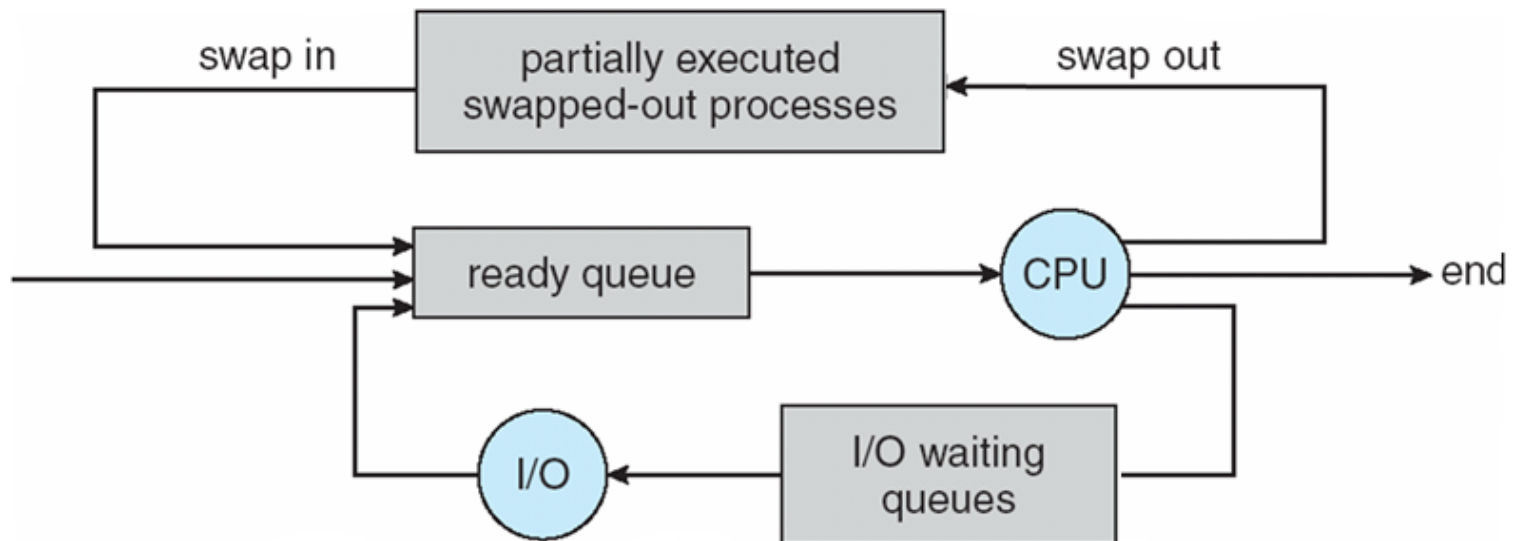 swap in
partially executed
swapped-out processes
swap out
ready queue
CPU
end
I/O
I/O waiting
queues